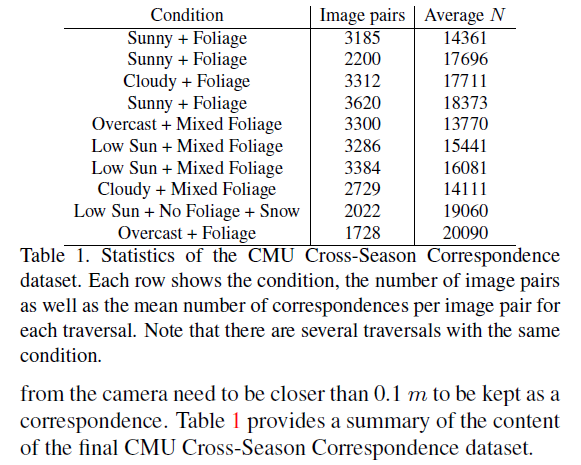 Condition Image pairs Average N
Sunny + Foliage 3185 14361
Sunny + Foliage 2200 17696
Cloudy + Foliage 3312 17711
Sunny + Foliage 3620 18373
Overcast + Mixed Foliage 3300 13770
Low Sun + Mixed Foliage 3286 15441
Low Sun + Mixed Foliage 3384 16081
Cloudy + Mixed Foliage 2729 14111
Low Sun + No Foliage + Snow 2022 19060
Overcast + Foliage 1728 20090
Table 1. Statistics of the CMU Cross-Season Correspondence
dataset. Each row shows the condition, the number of image pairs
as well as the mean number of correspondences per image pair for
each traversal. Note that there are several traversals with the same
condition.
from the camera need to be closer than 0.1 m to be kept as a
correspondence. Table 1 provides a summary of the content
of the final CMU Cross-Season Correspondence dataset.